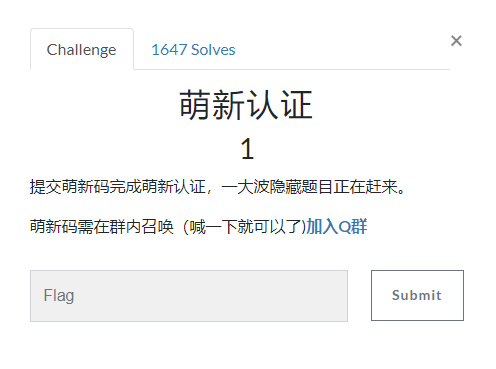 Challenge
1647 Solves
×
萌新认证
1
提交萌新码完成萌新认证，一大波隐藏题目正在赶来。
萌新码需在群内召唤（喊一下就可以了)加入Q群
Flag
Submit